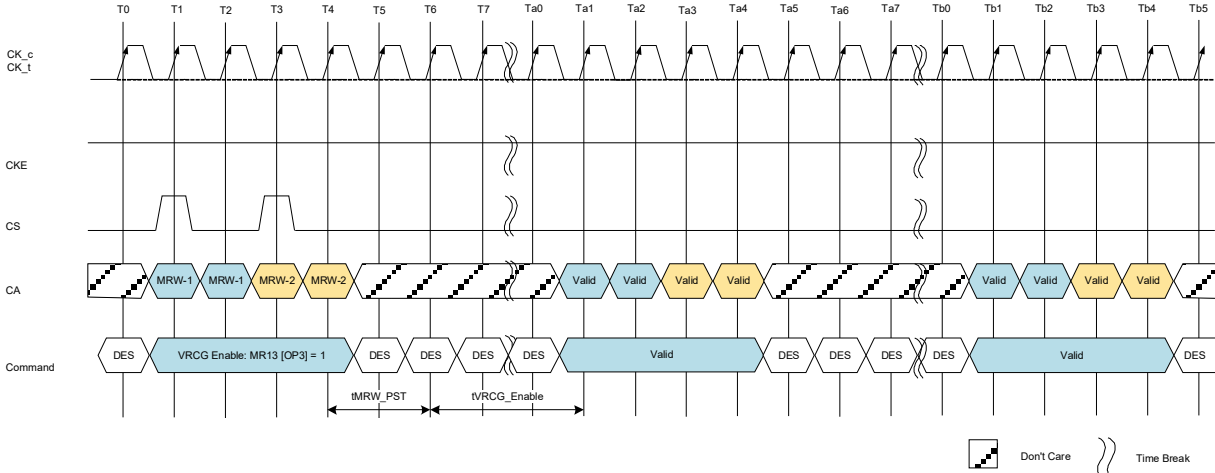 T0 T1 T2 T3 T4 T5 T6 T7 Ta0 Ta1 Ta2 Ta3 Ta4 Ta5 Ta6 Ta7 Tb0 Tb1 Tb2 Tb3 Tb4 Tb5
CK_c
CK_t
CKE
CS
CA MRW-1 MRW-1 MRW-2 MRW-2 Valid Valid Valid Valid Valid Valid Valid Valid
Command DES VRCG Enable: MR13 [OP3] = 1 DES DES DES DES Valid DES DES DES DES Valid DES
tMRW_PST tVRCG_Enable
Don't Care Time Break